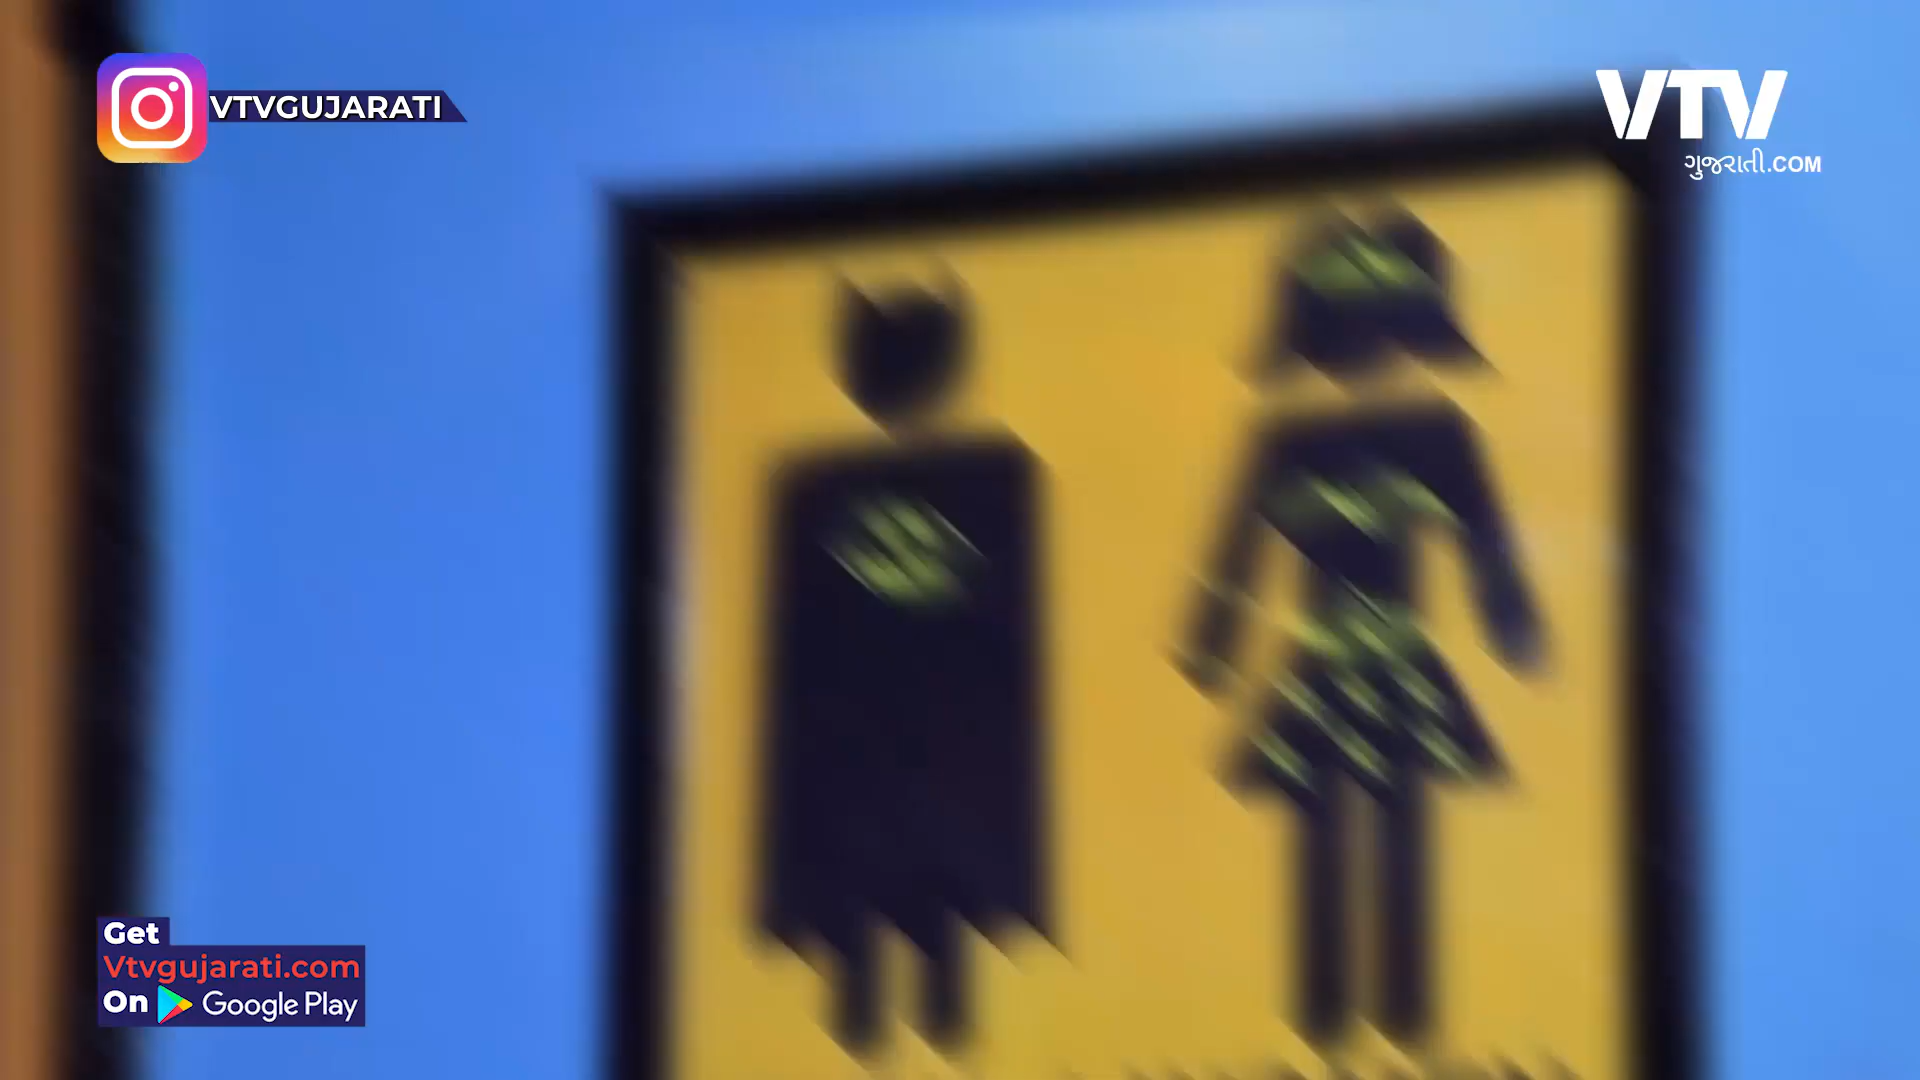 VTVGUJARATI
VTV
ગુજરાતી.COM
Get
Vtvgujarati.com
On Google Play